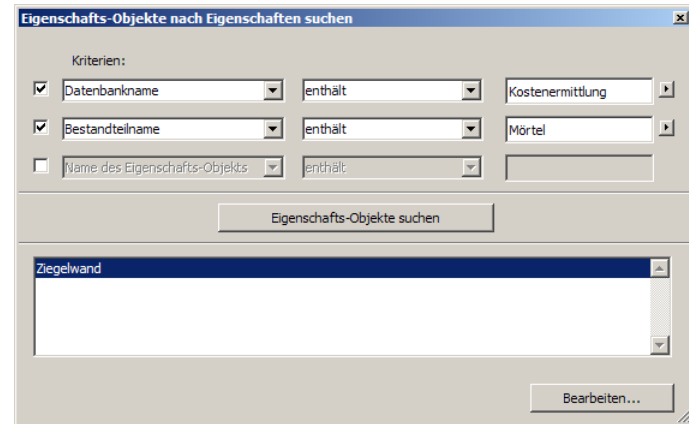 Eigenschafts-Objekte nach Eigenschaften suchen
Kriterien:
Datenbankname enthält Kostenermittlung
Bestandteilname enthält Mörtel
Name des Eigenschafts-Objekts enthält
Eigenschafts-Objekte suchen
Ziegelwand
Bearbeiten...